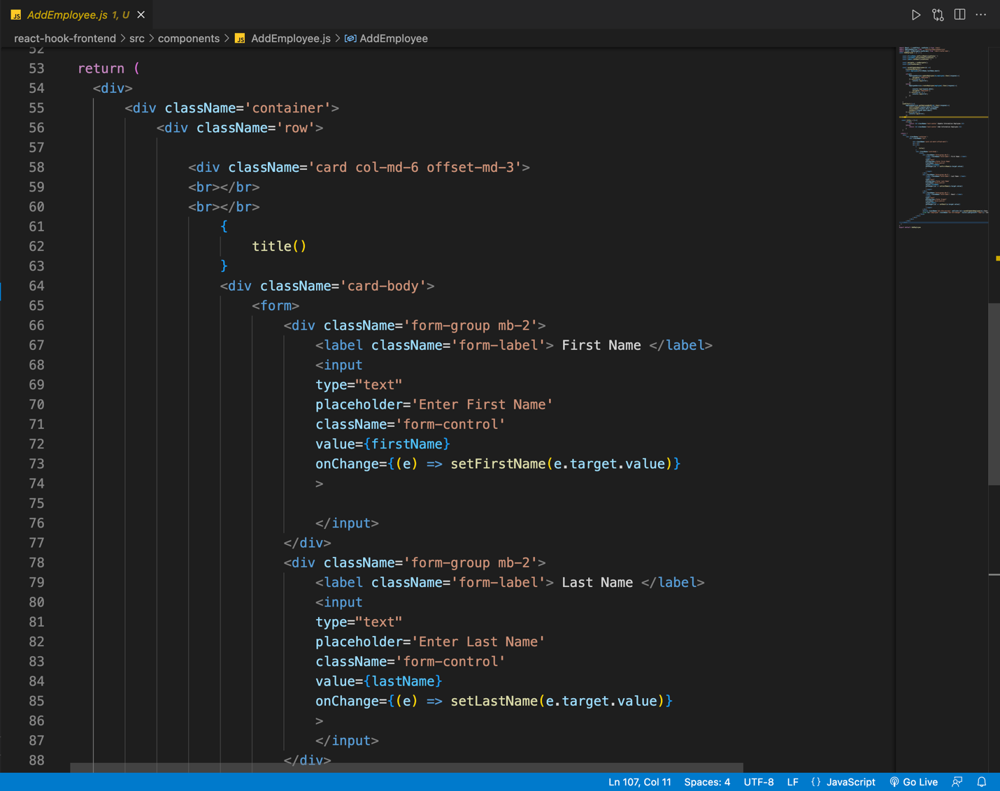 JS AddEmployee.js 1, U
react-hook-frontend > src > components > JS AddEmployee.js > AddEmployee
52
53 return (
54 <div>
55 <div className='container'>
56 <div className='row'>
57
58 <div className='card col-md-6 offset-md-3'>
59 <br></br>
60 <br></br>
61 {
62 title()
63 }
64 <div className='card-body'>
65 <form>
66 <div className='form-group mb-2'>
67 <label className='form-label'> First Name </label>
68 <input
69 type="text"
70 placeholder='Enter First Name'
71 className='form-control'
72 value={firstName}
73 onChange={(e) => setFirstName(e.target.value)}
74 >
75
76 </input>
77 </div>
78 <div className='form-group mb-2'>
79 <label className='form-label'> Last Name </label>
80 <input
81 type="text"
82 placeholder='Enter Last Name'
83 className='form-control'
84 value={lastName}
85 onChange={(e) => setLastName(e.target.value)}
86 >
87 </input>
88 </div>
Ln 107, Col 11 Spaces: 4 UTF-8 LF {} JavaScript Go Live